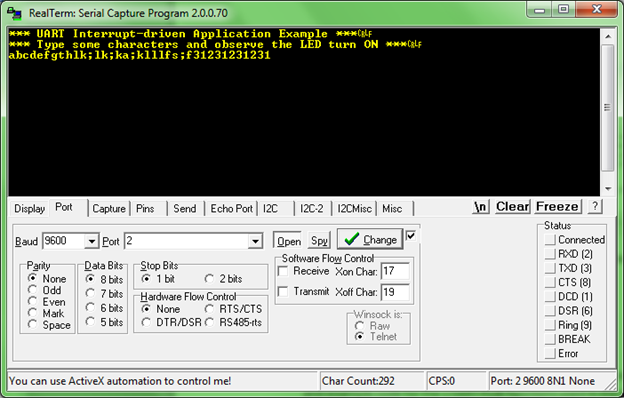 RealTerm: Serial Capture Program 2.0.0.70
*** UART Interrupt-driven Application Example ***CRLF
*** Type some characters and observe the LED turn ON ***CRLF
abcdefgthlk;lk;ka;klllfs;f31231231231
Display Port Capture Pins Send Echo Port I2C I2C-2 I2CMisc Misc \n Clear Freeze ?
Baud 9600 Port 2 Open Spy Change
Parity
None
Odd
Even
Mark
Space
Data Bits
8 bits
7 bits
6 bits
5 bits
Stop Bits
1 bit 2 bits
Hardware Flow Control
None RTS/CTS
DTR/DSR RS485-rts
Software Flow Control
Receive Xon Char: 17
Transmit Xoff Char: 19
Winsock is:
Raw
Telnet
Status
Connected
RXD (2)
TXD (3)
CTS (8)
DCD (1)
DSR (6)
Ring (9)
BREAK
Error
You can use ActiveX automation to control me! Char Count:292 CPS:0 Port: 2 9600 8N1 None